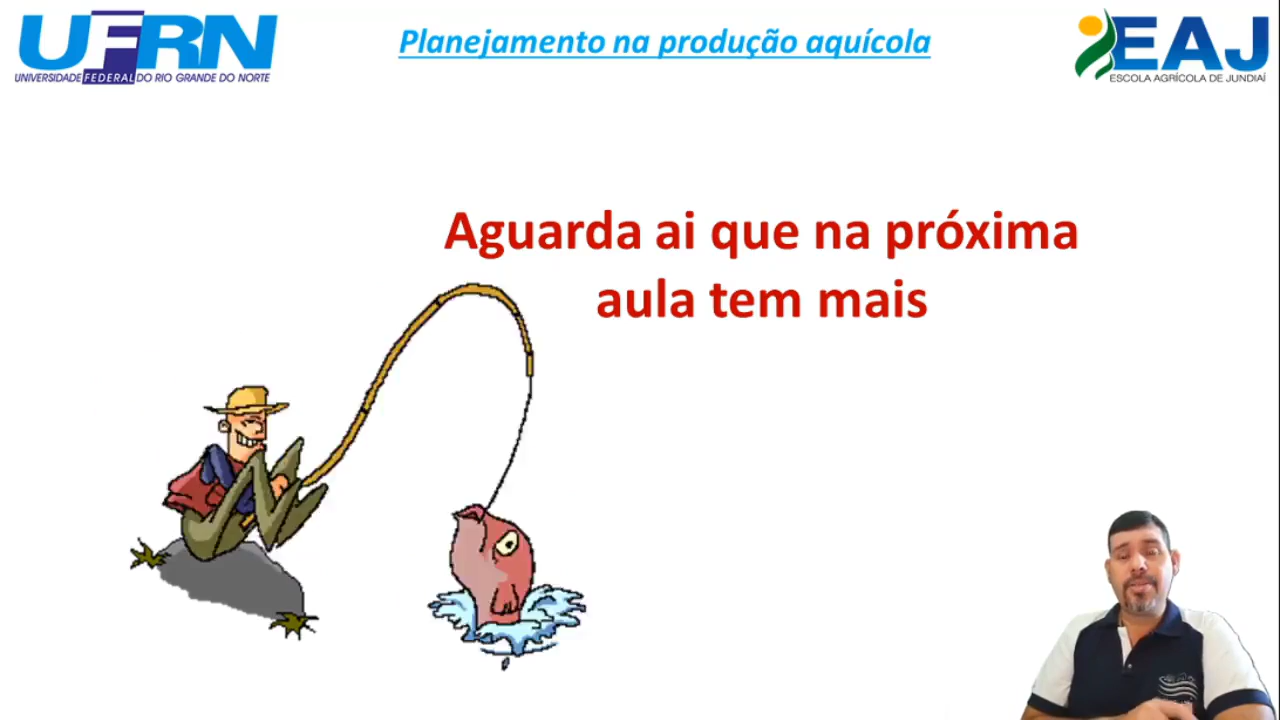 UFRN
UNIVERSIDADE FEDERAL DO RIO GRANDE DO NORTE
Planejamento na produção aquícola
EAJ
ESCOLA AGRÍCOLA DE JUNDIAÍ
Aguarda ai que na próxima
aula tem mais